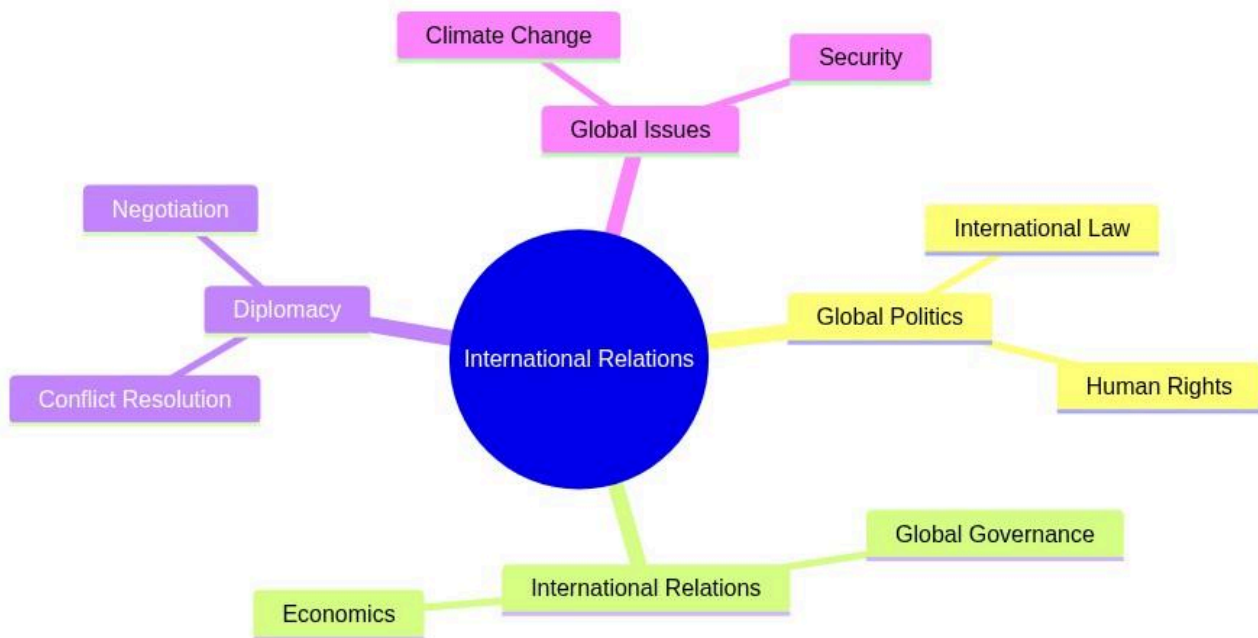 Climate Change
Security
Global Issues
Negotiation
International Law
Diplomacy
Global Politics
International Relations
Conflict Resolution
Human Rights
Global Governance
International Relations
Economics